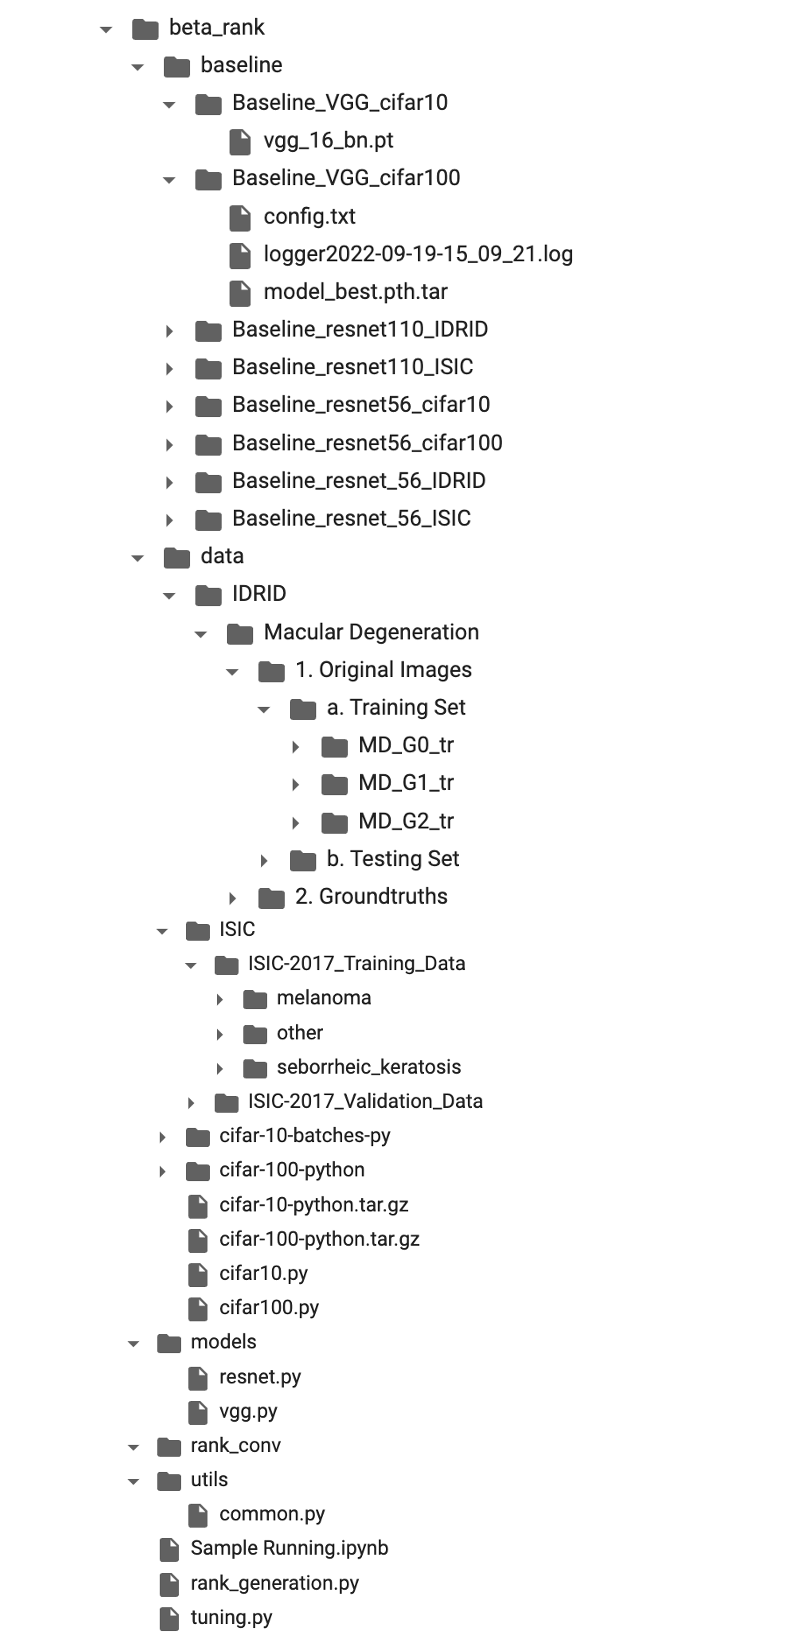 beta_rank
baseline
Baseline_VGG_cifar10
vgg_16_bn.pt
Baseline_VGG_cifar100
config.txt
logger2022-09-19-15_09_21.log
model_best.pth.tar
Baseline_resnet110_IDRID
Baseline_resnet110_ISIC
Baseline_resnet56_cifar10
Baseline_resnet56_cifar100
Baseline_resnet_56_IDRID
Baseline_resnet_56_ISIC
data
IDRID
Macular Degeneration
1. Original Images
a. Training Set
MD_G0_tr
MD_G1_tr
MD_G2_tr
b. Testing Set
2. Groundtruths
ISIC
ISIC-2017_Training_Data
melanoma
other
seborrheic_keratosis
ISIC-2017_Validation_Data
cifar-10-batches-py
cifar-100-python
cifar-10-python.tar.gz
cifar-100-python.tar.gz
cifar10.py
cifar100.py
models
resnet.py
vgg.py
rank_conv
utils
common.py
Sample Running.ipynb
rank_generation.py
tuning.py